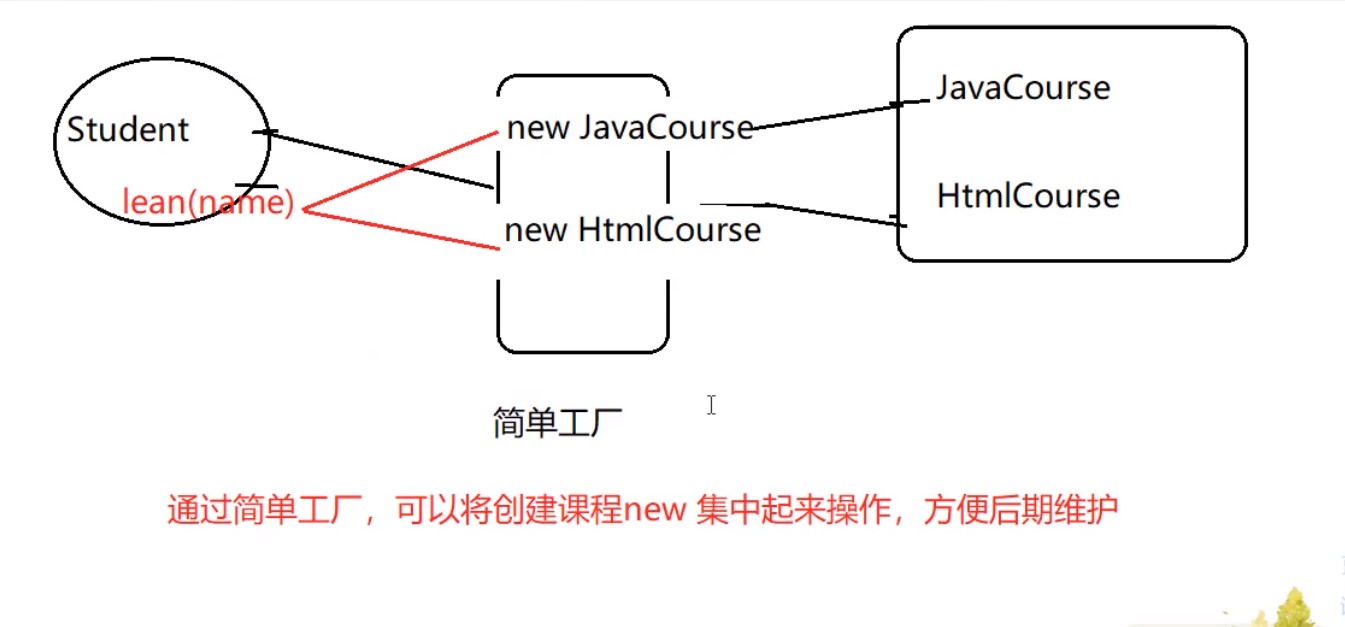 Student
lean(name)
new JavaCourse
new HtmlCourse
JavaCourse
HtmlCourse
简单工厂
通过简单工厂，可以将创建课程new 集中起来操作，方便后期维护